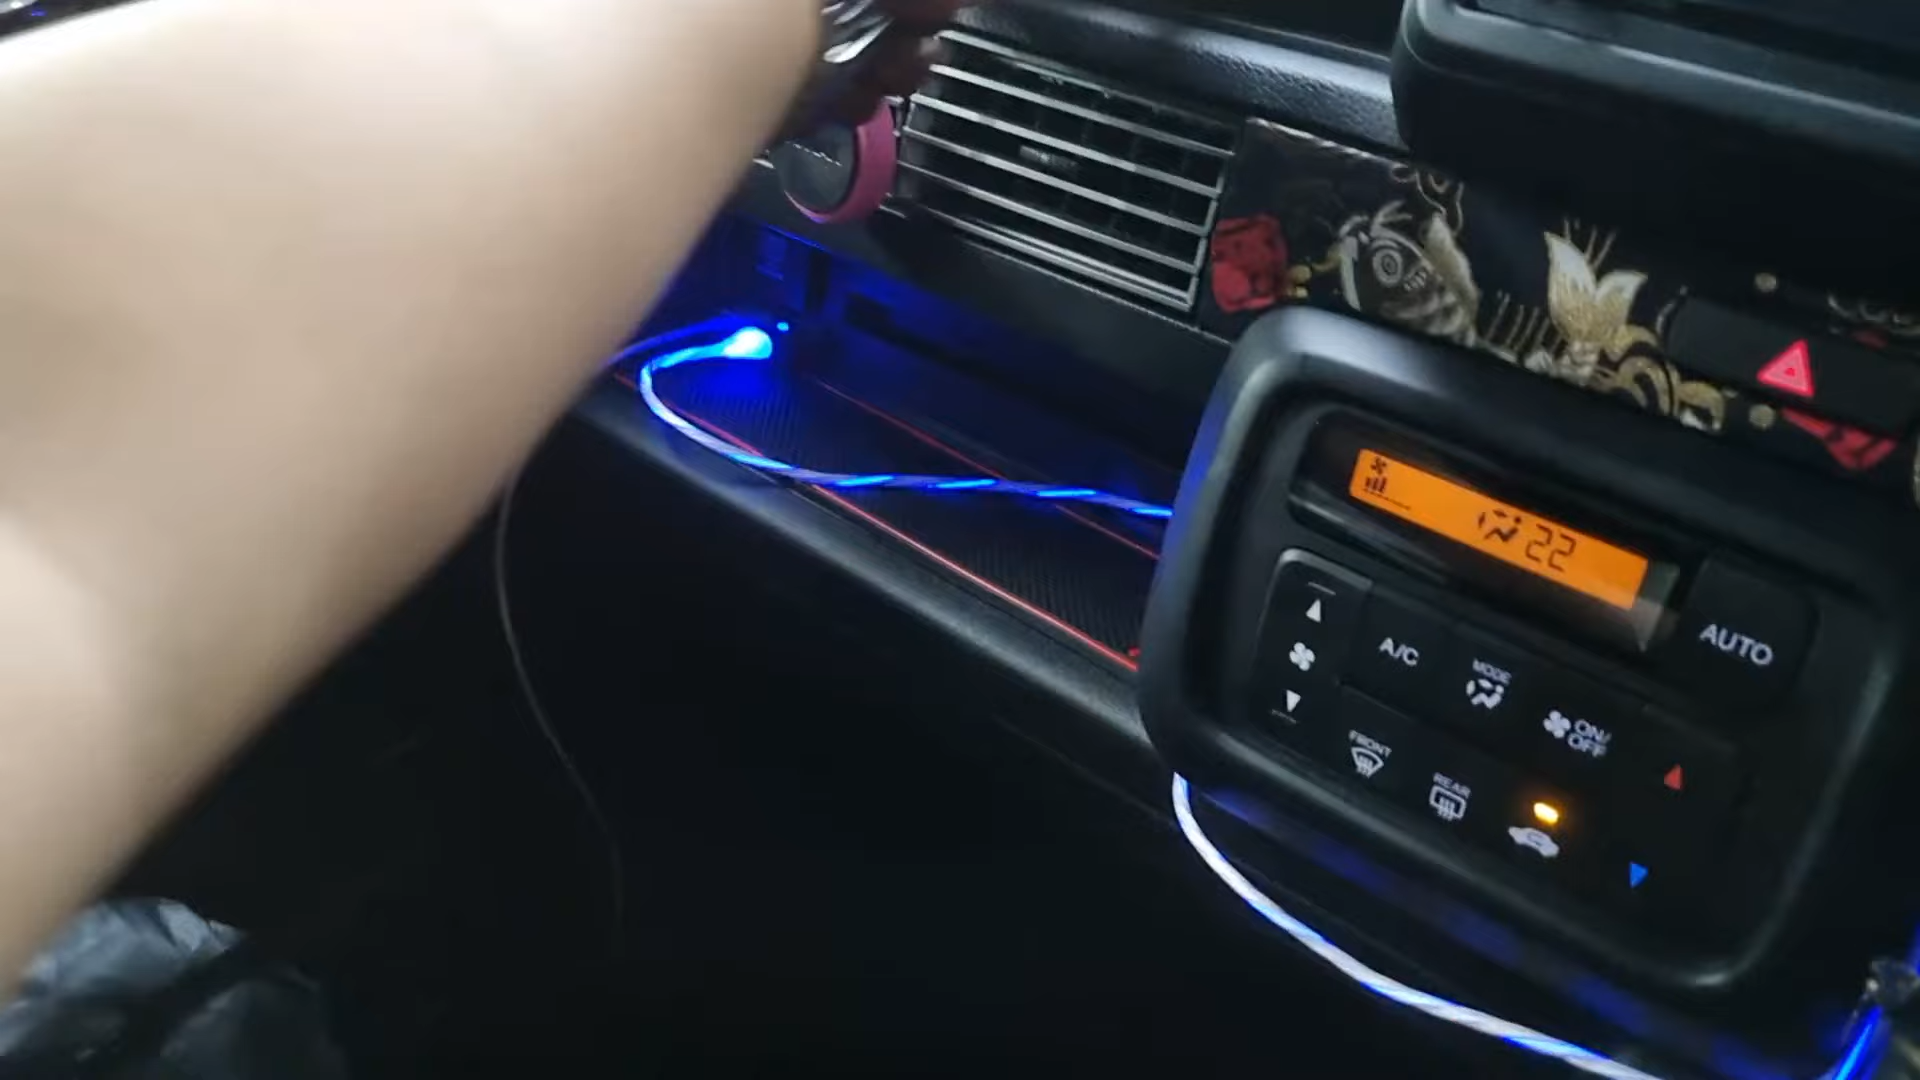 22
AUTO
A/C
MODE
ON/
OFF
FRONT
REAR